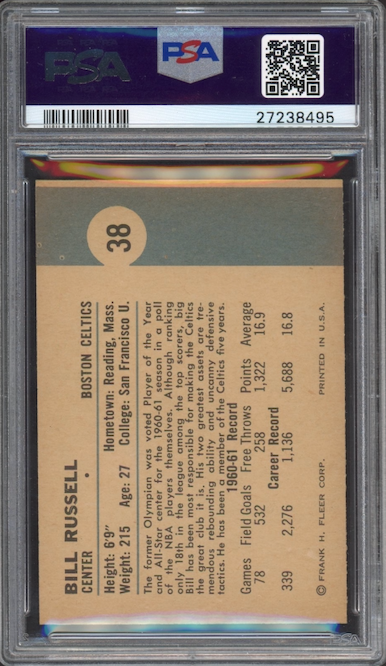 PSA
PSA
27238495
38
BILL RUSSELL
CENTER • BOSTON CELTICS
Height: 6'9" Hometown: Reading, Mass.
Weight: 215 Age: 27 College: San Francisco U.
The former Olympian was voted Player of the Year
and All-Star center for the 1960-61 season in a poll
of the NBA players themselves. Although ranking
only 18th in the league among the top scorers, big
Bill has been most responsible for making the Celtics
the great club it is. His two greatest assets are tre-
mendous rebounding ability and uncanny defensive
tactics. He has been a member of the Celtics five years.
1960-61 Record
Games Field Goals Free Throws Points Average
78 532 258 1,322 16.9
Career Record
339 2,276 1,136 5,688 16.8
© FRANK H. FLEER CORP. PRINTED IN U.S.A.